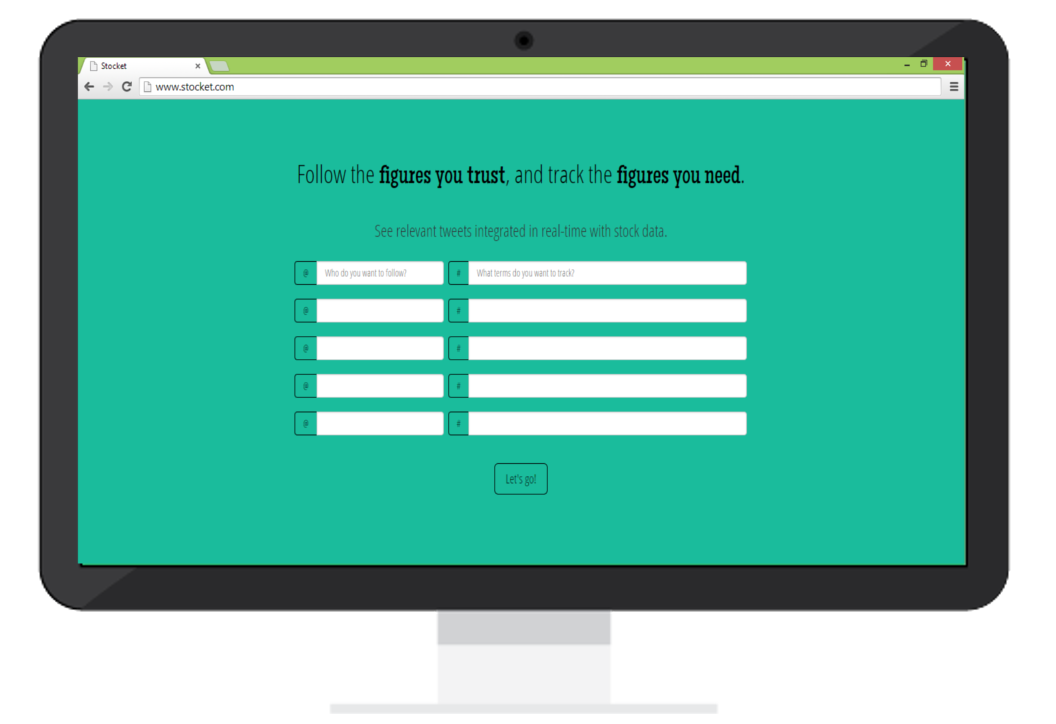 Stocket
www.stocket.com
Follow the figures you trust, and track the figures you need.
See relevant tweets integrated in real-time with stock data.
@ Who do you want to follow? # What terms do you want to track?
@ #
@ #
@ #
@ #
Let's go!